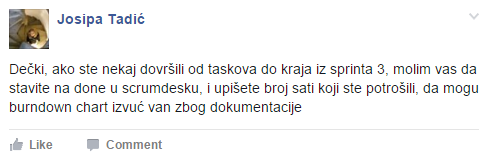 Josipa Tadić
Dečki, ako ste nekaj dovršili od taskova do kraja iz sprinta 3, molim vas da
stavite na done u scrumdesku, i upišete broj sati koji ste potrošili, da mogu
burndown chart izvuć van zbog dokumentacije
Like Comment